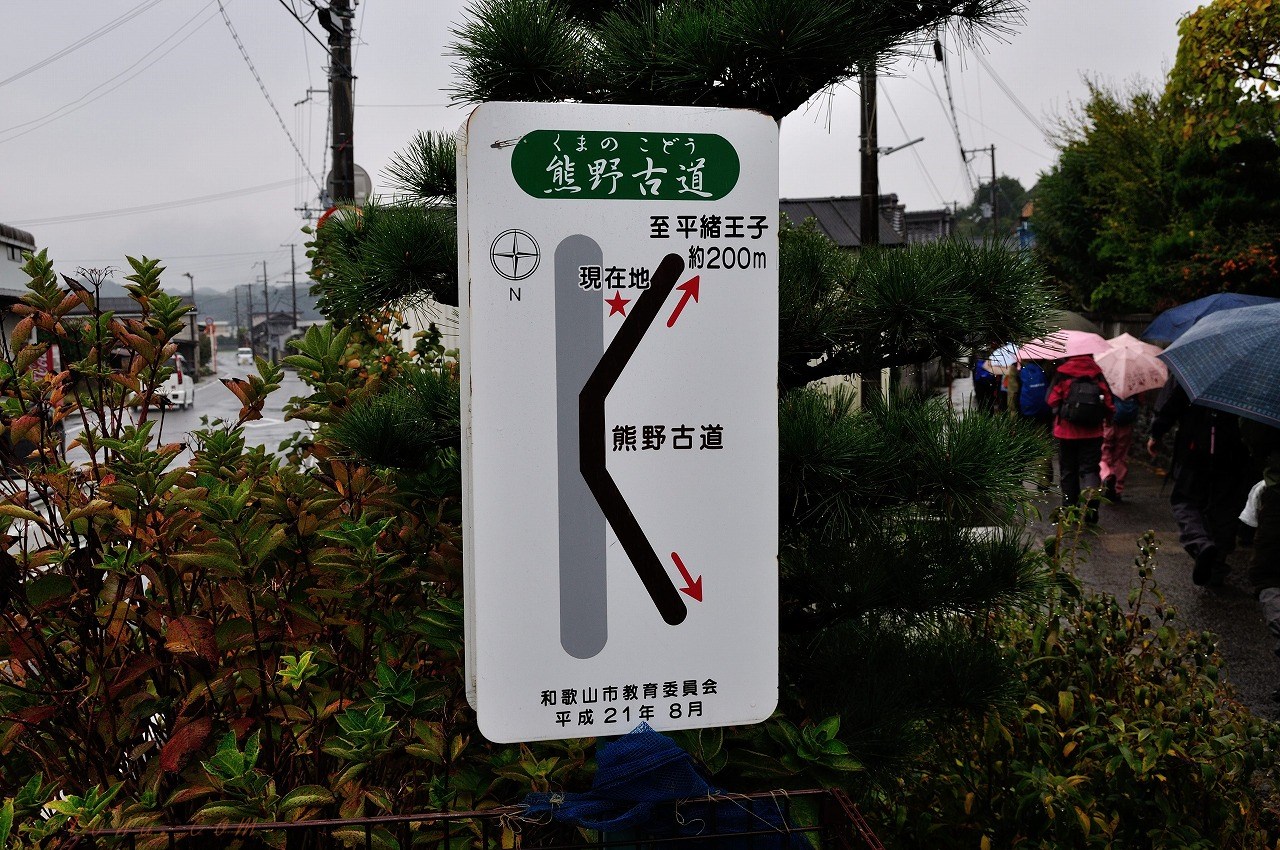 くまの こどう
熊野古道
至平緒王子
約200m
現在地
N
熊野古道
和歌山市教育委員会
平成 21年 8月